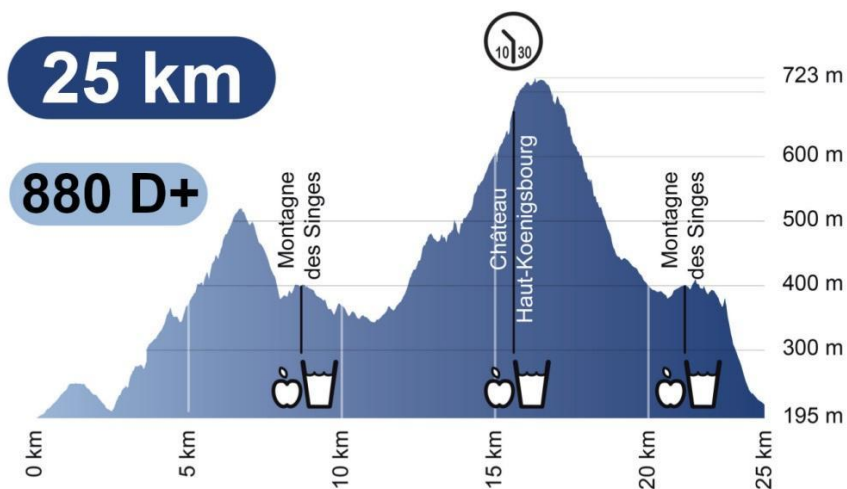 25 km
880 D+
10 30
723 m
600 m
500 m
400 m
300 m
195 m
Montagne
des Singes
Château
Haut-Koenigsbourg
Montagne
des Singes
0 km
5 km
10 km
15 km
20 km
25 km